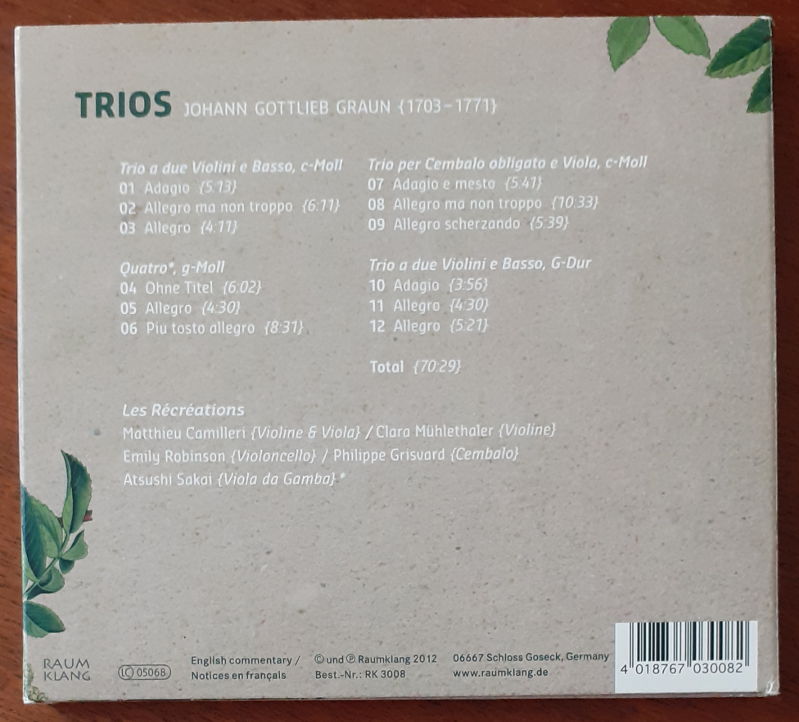 TRIOS JOHANN GOTTLIEB GRAUN {1703–1771}
Trio a due Violini e Basso, c-Moll
01 Adagio {5:13}
02 Allegro ma non troppo {6:11}
03 Allegro {4:11}
Quatro*, g-Moll
04 Ohne Titel {6:02}
05 Allegro {4:30}
06 Piu tosto allegro {8:31}
Trio per Cembalo obligato e Viola, c-Moll
07 Adagio e mesto {5:41}
08 Allegro ma non troppo {10:33}
09 Allegro scherzando {5:39}
Trio a due Violini e Basso, G-Dur
10 Adagio {3:56}
11 Allegro {4:30}
12 Allegro {5:21}
Total {70:29}
Les Récréations
Matthieu Camilleri {Violine & Viola} / Clara Mühlethaler {Violine}
Emily Robinson {Violoncello} / Philippe Grisvard {Cembalo}
Atsushi Sakai {Viola da Gamba}*
RAUM
KLANG
LC 05068
English commentary /
Notices en français
© und ℗ Raumklang 2012
Best.-Nr.: RK 3008
06667 Schloss Goseck, Germany
www.raumklang.de
4 018767 030082